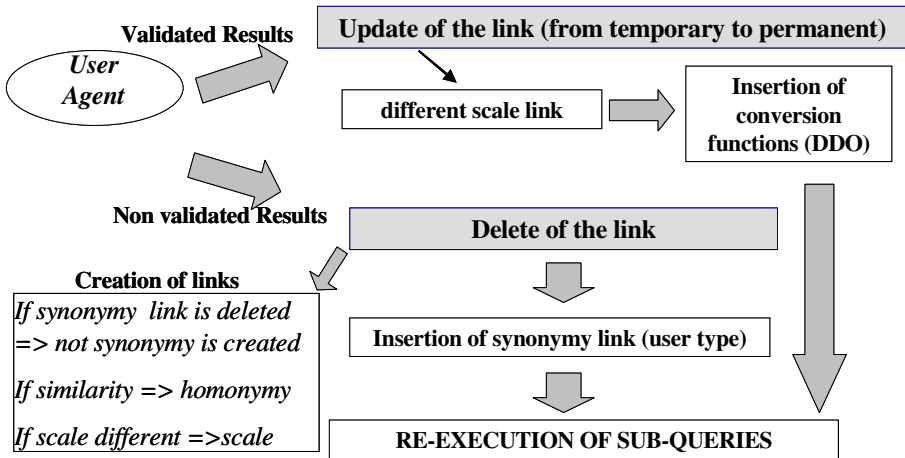 Validated Results
Update of the link (from temporary to permanent)
User
Agent
different scale link
Insertion of
conversion
functions (DDO)
Non validated Results
Delete of the link
Creation of links
If synonymy link is deleted
=> not synonymy is created
If similarity => homonymy
If scale different =>scale
Insertion of synonymy link (user type)
RE-EXECUTION OF SUB-QUERIES